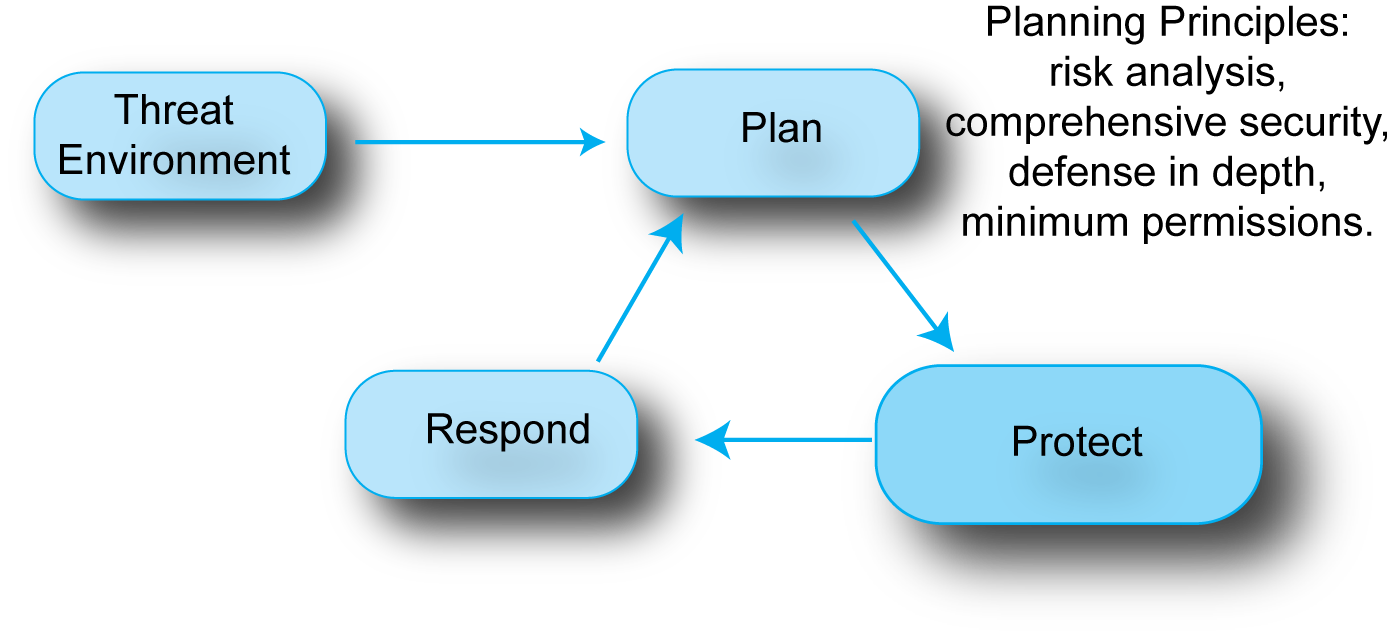 Threat
Environment
Plan
Planning Principles:
risk analysis,
comprehensive security,
defense in depth,
minimum permissions.
Respond
Protect